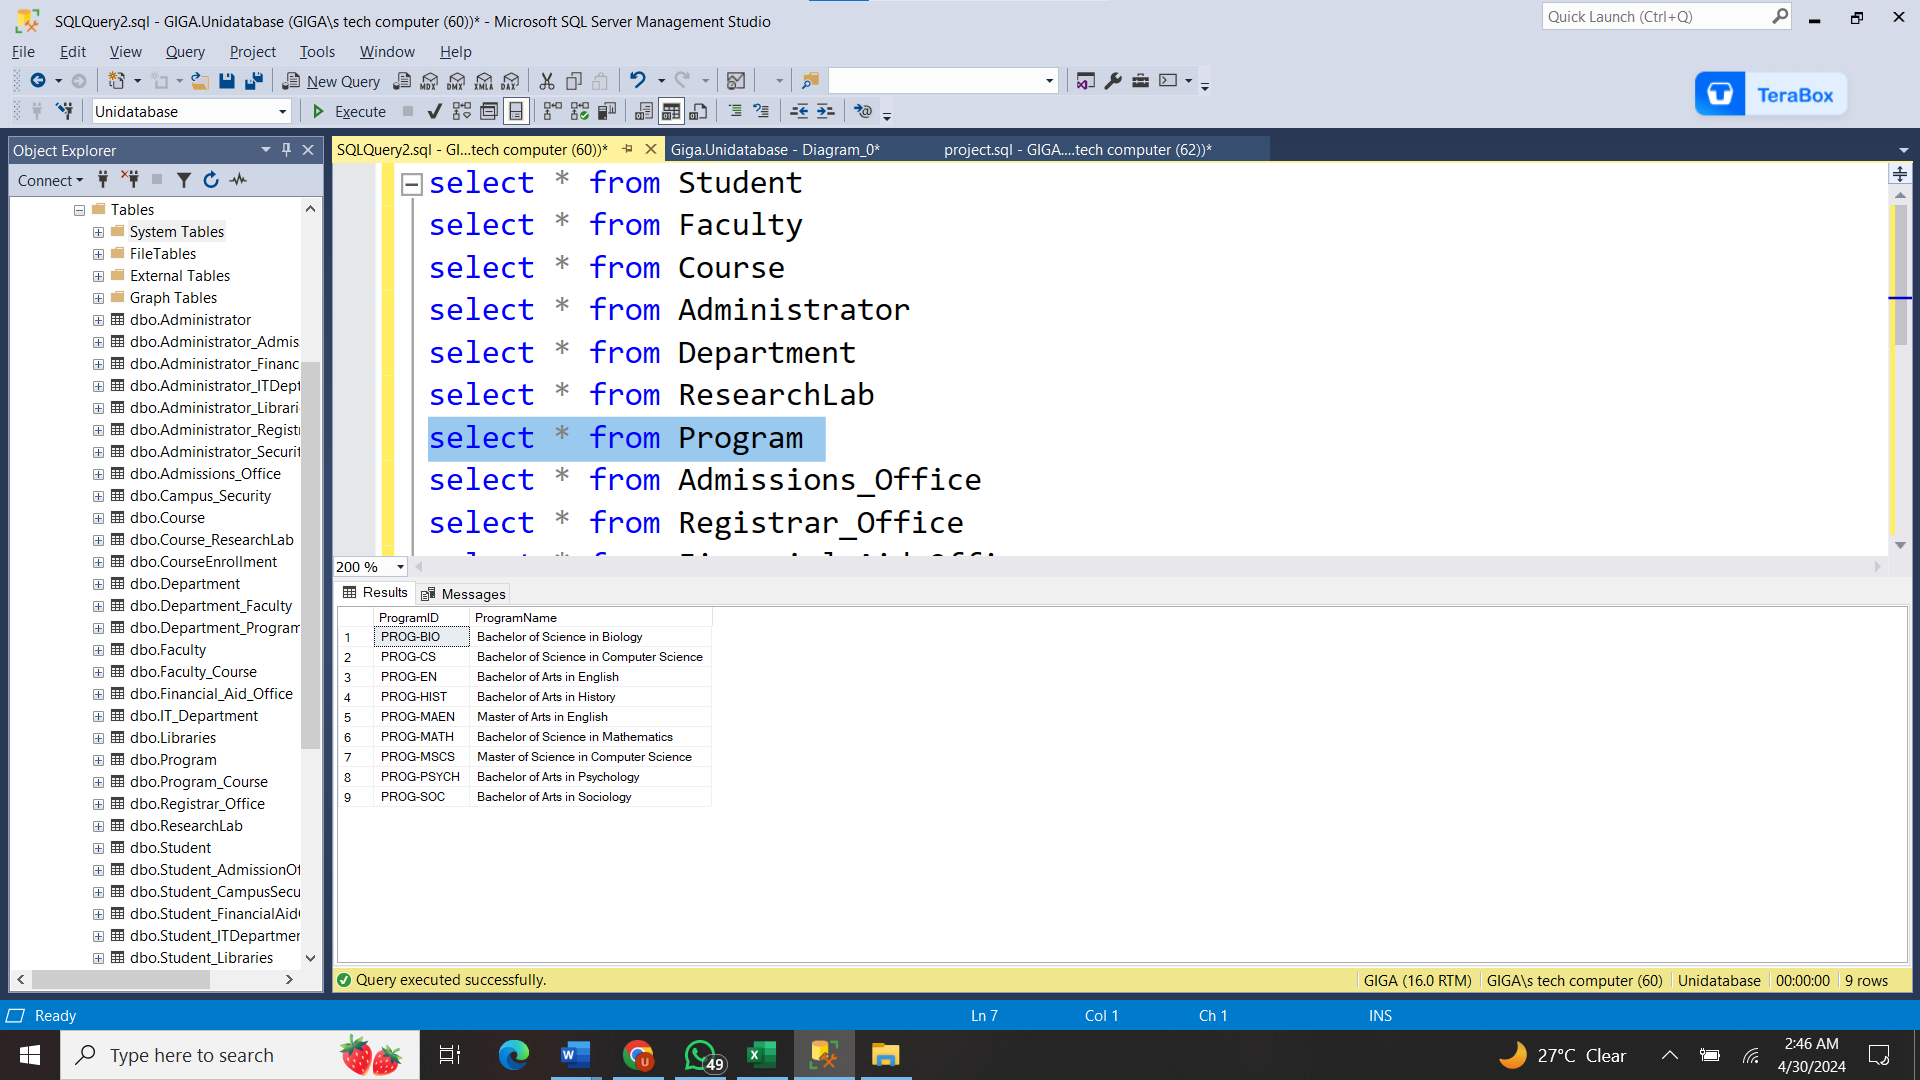 SQLQuery2.sql - GIGA.Unidatabase (GIGA\s tech computer (60))* - Microsoft SQL Server Management Studio
Quick Launch (Ctrl+Q)
File Edit View Query Project Tools Window Help
New Query
MDX DMX XMLA DAX
TeraBox
Unidatabase
Execute
Object Explorer
SQLQuery2.sql - GI...tech computer (60))*
Giga.Unidatabase - Diagram_0*
project.sql - GIGA....tech computer (62))*
Connect
Tables
System Tables
FileTables
External Tables
Graph Tables
dbo.Administrator
dbo.Administrator_Admis
dbo.Administrator_Financ
dbo.Administrator_ITDept
dbo.Administrator_Librari
dbo.Administrator_Registr
dbo.Administrator_Securit
dbo.Admissions_Office
dbo.Campus_Security
dbo.Course
dbo.Course_ResearchLab
dbo.CourseEnrollment
dbo.Department
dbo.Department_Faculty
dbo.Department_Program
dbo.Faculty
dbo.Faculty_Course
dbo.Financial_Aid_Office
dbo.IT_Department
dbo.Libraries
dbo.Program
dbo.Program_Course
dbo.Registrar_Office
dbo.ResearchLab
dbo.Student
dbo.Student_AdmissionOf
dbo.Student_CampusSecu
dbo.Student_FinancialAid
dbo.Student_ITDepartmer
dbo.Student_Libraries
select * from Student
select * from Faculty
select * from Course
select * from Administrator
select * from Department
select * from ResearchLab
select * from Program
select * from Admissions_Office
select * from Registrar_Office
200 %
Results Messages
ProgramID ProgramName
1 PROG-BIO Bachelor of Science in Biology
2 PROG-CS Bachelor of Science in Computer Science
3 PROG-EN Bachelor of Arts in English
4 PROG-HIST Bachelor of Arts in History
5 PROG-MAEN Master of Arts in English
6 PROG-MATH Bachelor of Science in Mathematics
7 PROG-MSCS Master of Science in Computer Science
8 PROG-PSYCH Bachelor of Arts in Psychology
9 PROG-SOC Bachelor of Arts in Sociology
Query executed successfully.
GIGA (16.0 RTM) GIGA\s tech computer (60) Unidatabase 00:00:00 9 rows
Ready
Ln 7 Col 1 Ch 1 INS
Type here to search
49
27°C Clear
2:46 AM
4/30/2024